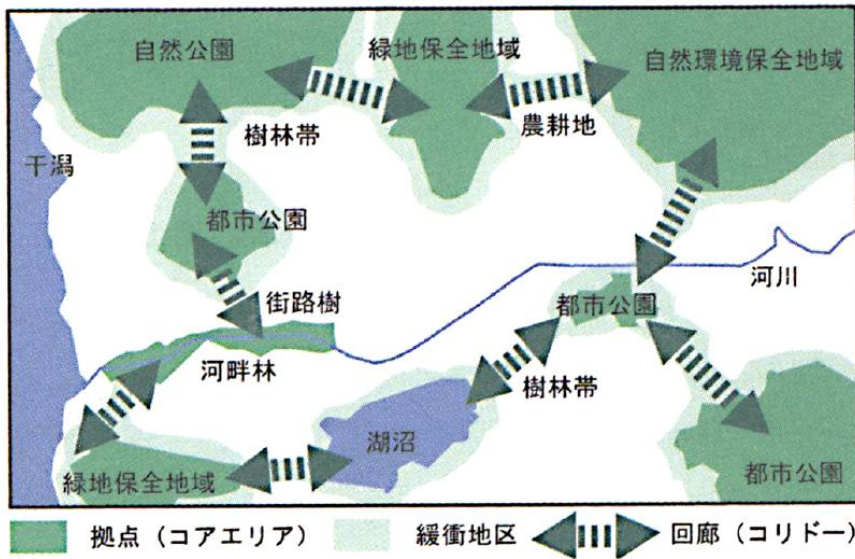 自然公園
緑地保全地域
自然環境保全地域
樹林帯
農耕地
干潟
都市公園
河川
都市公園
街路樹
河畔林
樹林帯
湖沼
緑地保全地域
都市公園
拠点（コアエリア）
緩衝地区
回廊（コリドー）